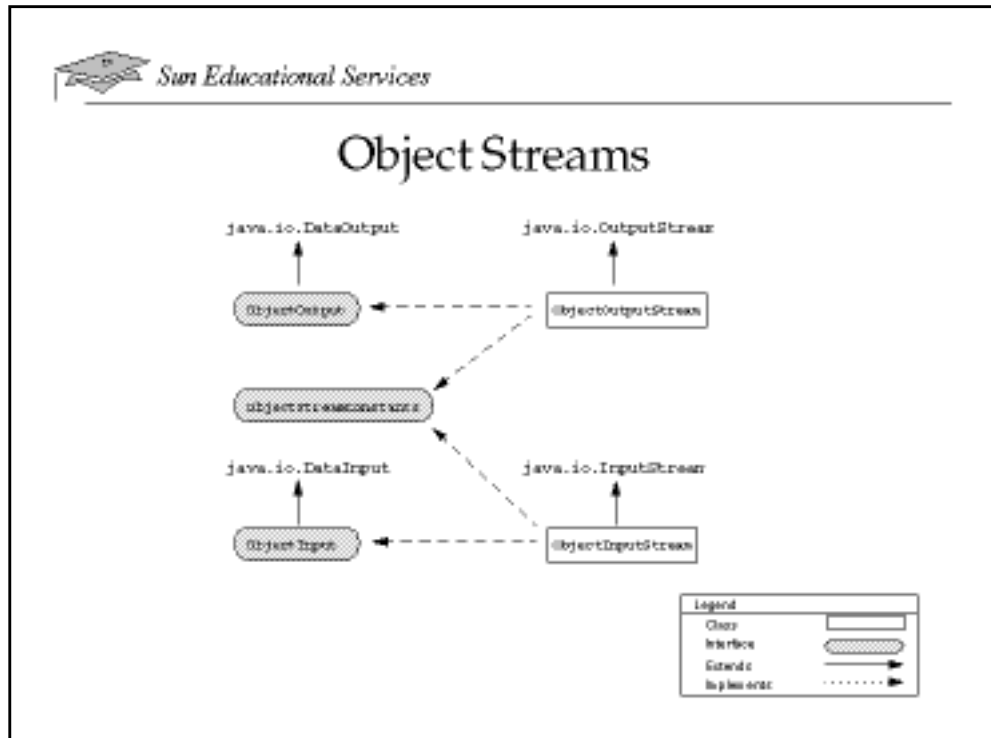 Sun Educational Services
Object Streams
java.io.DataOutput
java.io.OutputStream
ObjectOutput
ObjectOutputStream
ObjectStreamConstants
java.io.DataInput
java.io.InputStream
ObjectInput
ObjectInputStream
Legend
Class
Interface
Extends
Implements